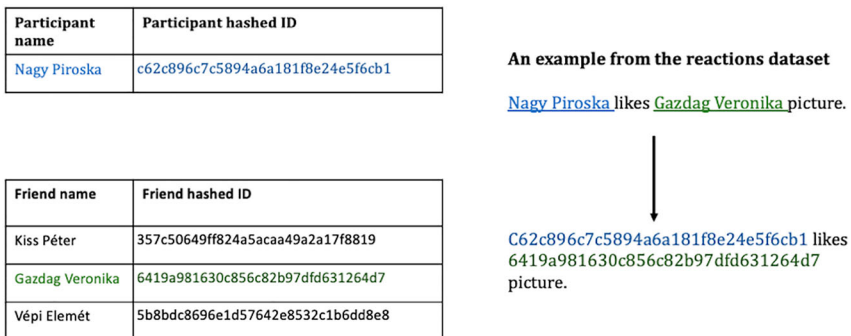 Participant name
Participant hashed ID
Nagy Piroska
c62c896c7c5894a6a181f8e24e5f6cb1
Friend name
Friend hashed ID
Kiss Péter
357c50649ff824a5acaa49a2a17f8819
Gazdag Veronika
6419a981630c856c82b97dfd631264d7
Vépi Elemét
5b8bdc8696e1d57642e8532c1b6dd8e8
An example from the reactions dataset
Nagy Piroska likes Gazdag Veronika picture.
C62c896c7c5894a6a181f8e24e5f6cb1 likes
6419a981630c856c82b97dfd631264d7
picture.